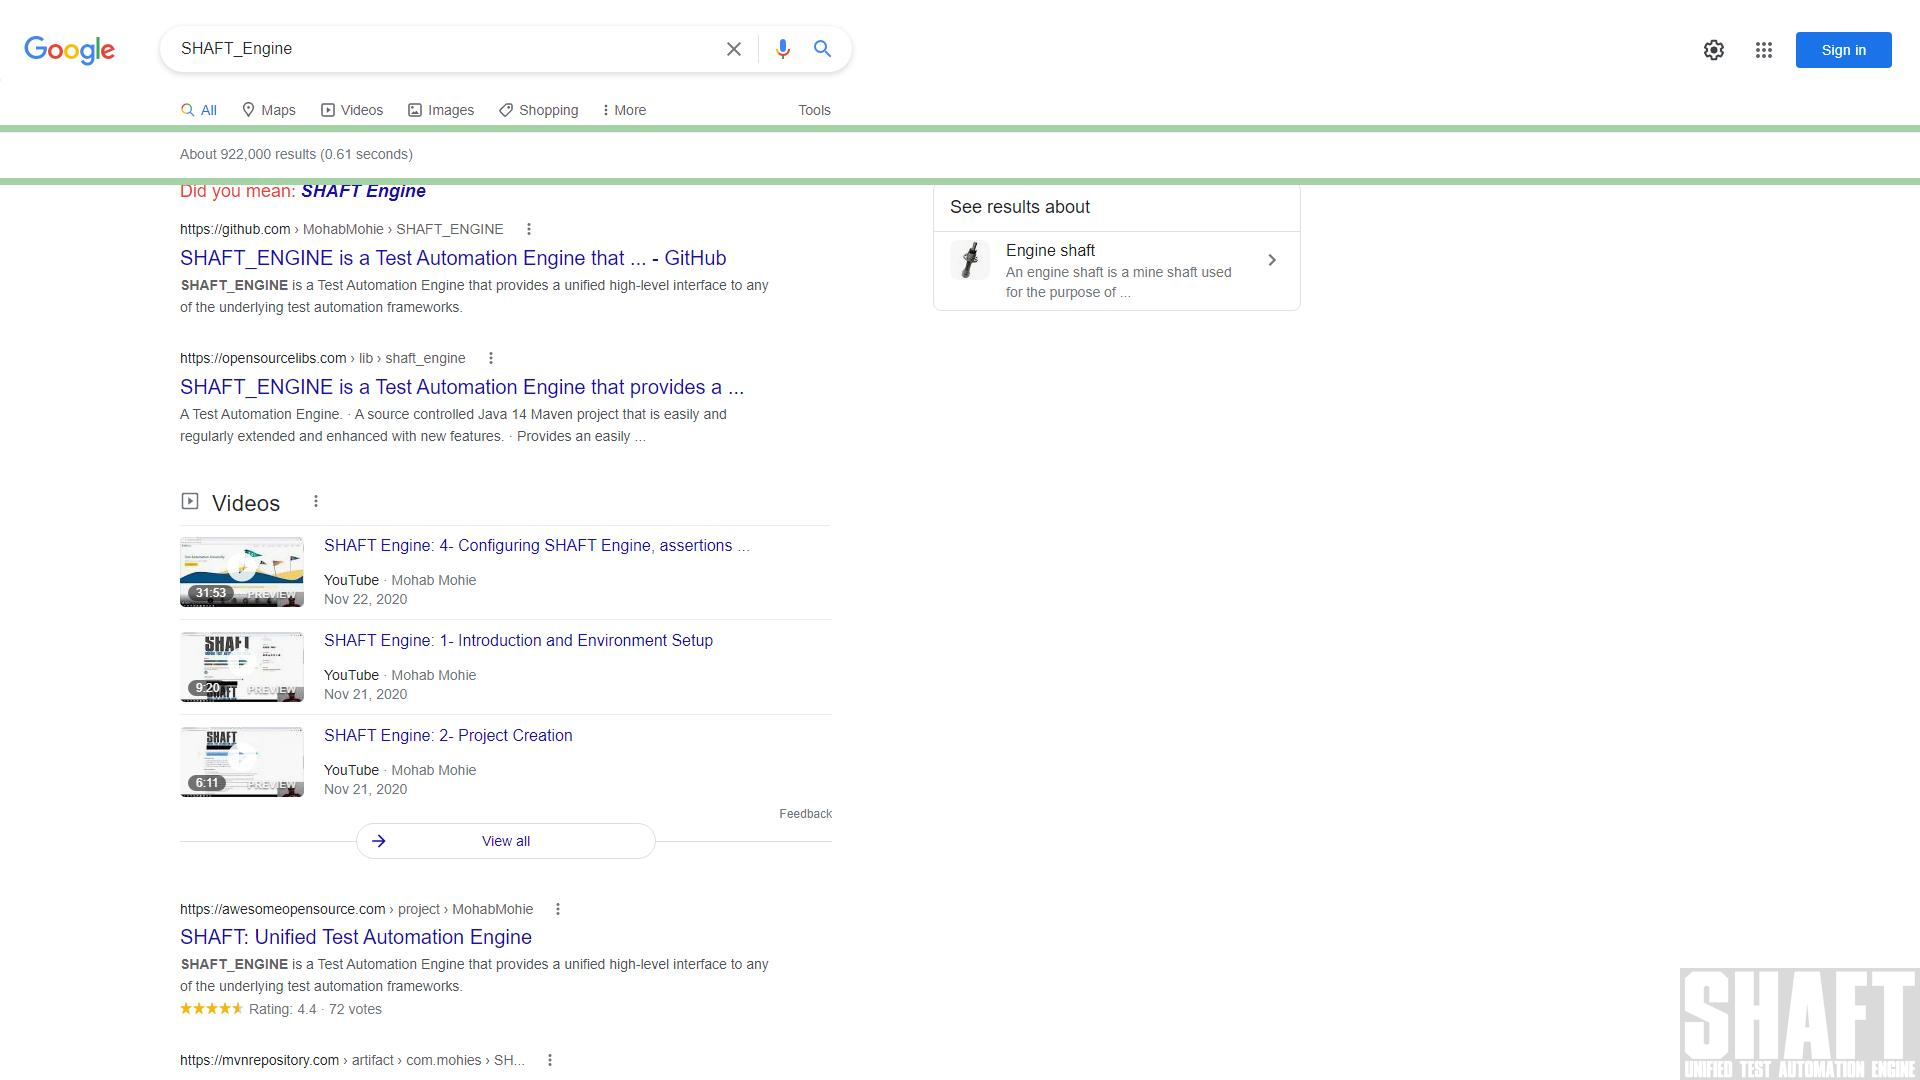 Google
SHAFT_Engine
Sign in
All
Maps
Videos
Images
Shopping
More
Tools
About 922,000 results (0.61 seconds)
Did you mean: SHAFT Engine
https://github.com › MohabMohie › SHAFT_ENGINE
SHAFT_ENGINE is a Test Automation Engine that ... - GitHub
SHAFT_ENGINE is a Test Automation Engine that provides a unified high-level interface to any
of the underlying test automation frameworks.
https://opensourcelibs.com › lib › shaft_engine
SHAFT_ENGINE is a Test Automation Engine that provides a ...
A Test Automation Engine. · A source controlled Java 14 Maven project that is easily and
regularly extended and enhanced with new features. · Provides an easily ...
Videos
31:53
PREVIEW
SHAFT Engine: 4- Configuring SHAFT Engine, assertions ...
YouTube · Mohab Mohie
Nov 22, 2020
SHAFT
9:20
PREVIEW
SHAFT Engine: 1- Introduction and Environment Setup
YouTube · Mohab Mohie
Nov 21, 2020
SHAFT
6:11
PREVIEW
SHAFT Engine: 2- Project Creation
YouTube · Mohab Mohie
Nov 21, 2020
Feedback
View all
https://awesomeopensource.com › project › MohabMohie
SHAFT: Unified Test Automation Engine
SHAFT_ENGINE is a Test Automation Engine that provides a unified high-level interface to any
of the underlying test automation frameworks.
Rating: 4.4 · 72 votes
https://mvnrepository.com › artifact › com.mohies › SH...
See results about
Engine shaft
An engine shaft is a mine shaft used
for the purpose of ...
SHAFT
UNIFIED TEST AUTOMATION ENGINE